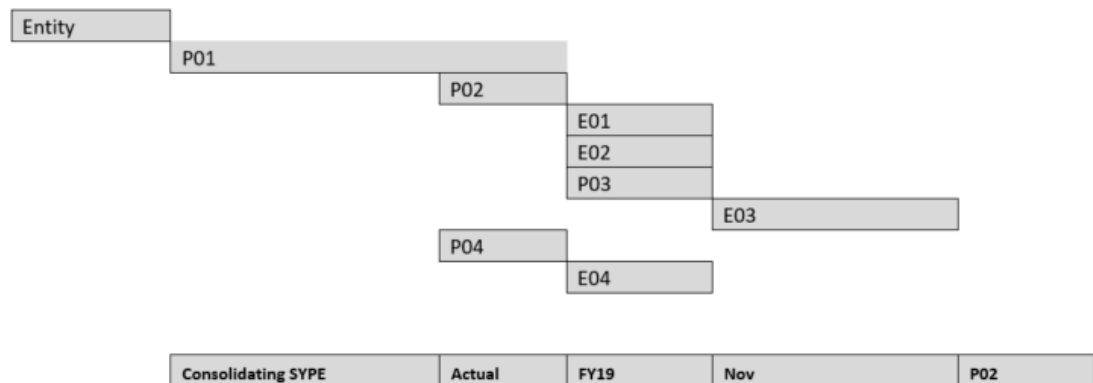 Entity
P01
P02
E01
E02
P03
E03
P04
E04
Consolidating SYPE Actual FY19 Nov P02